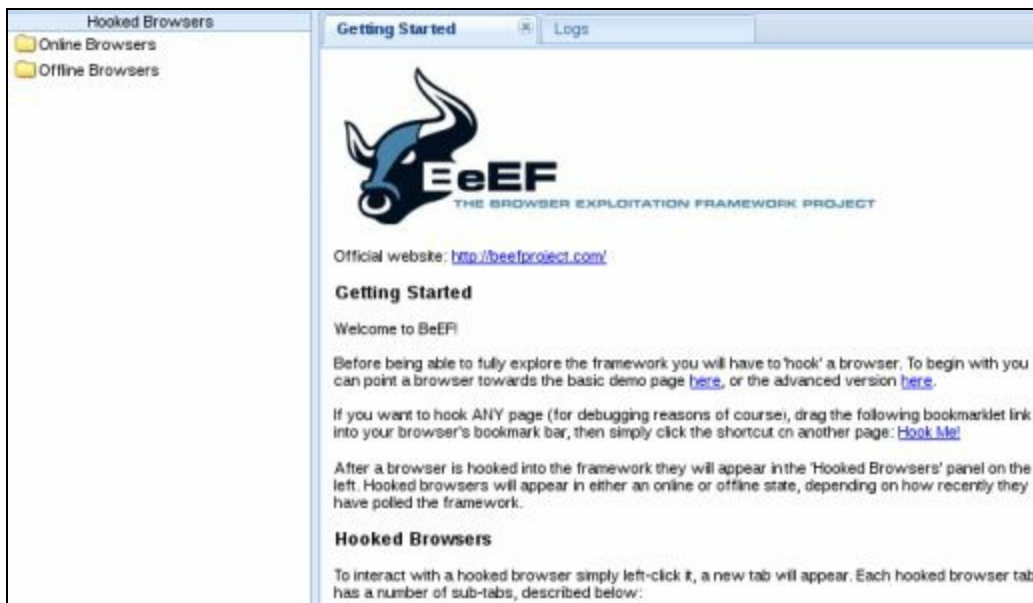 Hooked Browsers
Online Browsers
Offline Browsers
Getting Started
Logs
BeEF
THE BROWSER EXPLOITATION FRAMEWORK PROJECT
Official website: http://beefproject.com/
Getting Started
Welcome to BeEF!
Before being able to fully explore the framework you will have to 'hook' a browser. To begin with you
can point a browser towards the basic demo page here, or the advanced version here.
If you want to hook ANY page (for debugging reasons of course), drag the following bookmarklet link
into your browser's bookmark bar, then simply click the shortcut on another page: Hook Me!
After a browser is hooked into the framework they will appear in the 'Hooked Browsers' panel on the
left. Hooked browsers will appear in either an online or offline state, depending on how recently they
have polled the framework.
Hooked Browsers
To interact with a hooked browser simply left-click it, a new tab will appear. Each hooked browser tab
has a number of sub-tabs, described below: